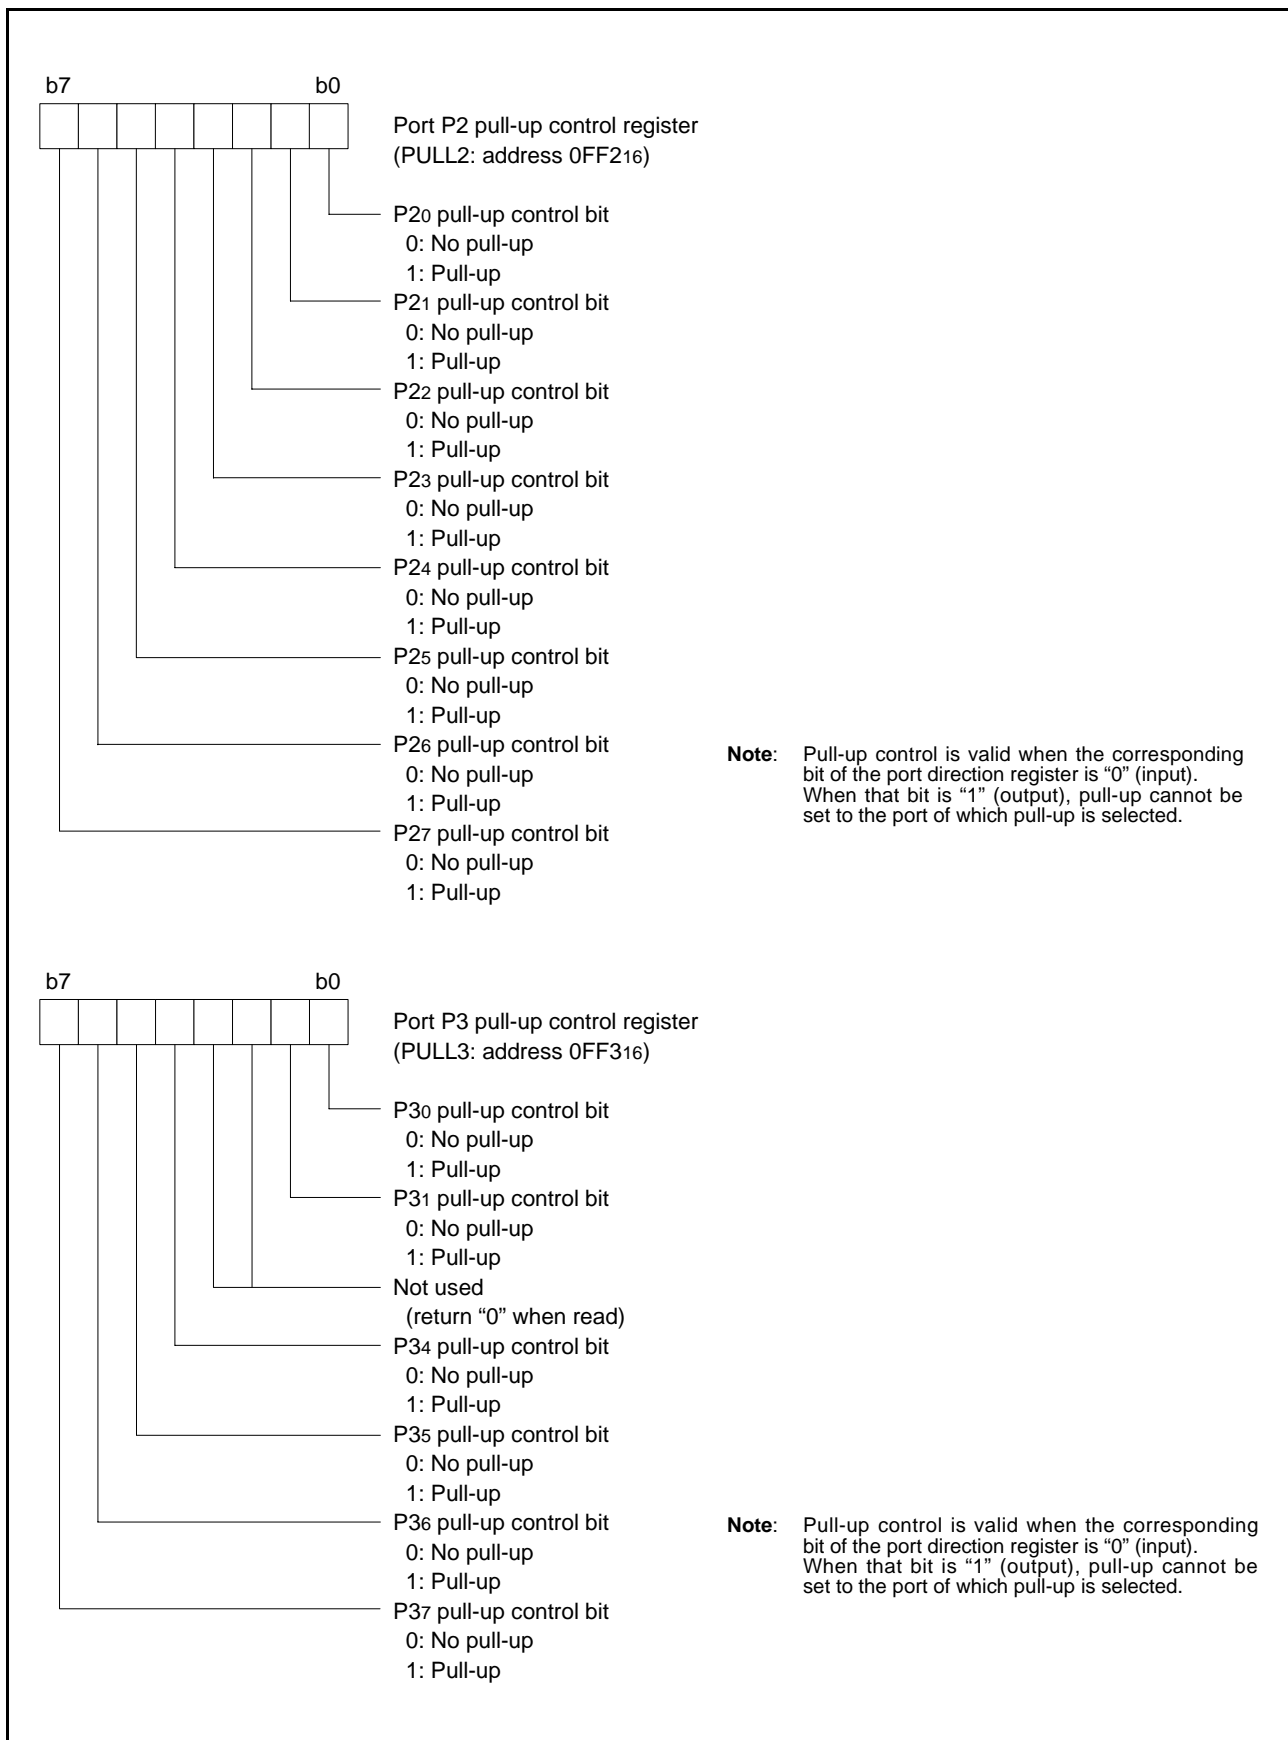 b7 b0
Port P2 pull-up control register
(PULL2: address 0FF216)
P20 pull-up control bit
0: No pull-up
1: Pull-up
P21 pull-up control bit
0: No pull-up
1: Pull-up
P22 pull-up control bit
0: No pull-up
1: Pull-up
P23 pull-up control bit
0: No pull-up
1: Pull-up
P24 pull-up control bit
0: No pull-up
1: Pull-up
P25 pull-up control bit
0: No pull-up
1: Pull-up
P26 pull-up control bit
0: No pull-up
1: Pull-up
P27 pull-up control bit
0: No pull-up
1: Pull-up
Note: Pull-up control is valid when the corresponding
bit of the port direction register is “0” (input).
When that bit is “1” (output), pull-up cannot be
set to the port of which pull-up is selected.
b7 b0
Port P3 pull-up control register
(PULL3: address 0FF316)
P30 pull-up control bit
0: No pull-up
1: Pull-up
P31 pull-up control bit
0: No pull-up
1: Pull-up
Not used
(return “0” when read)
P34 pull-up control bit
0: No pull-up
1: Pull-up
P35 pull-up control bit
0: No pull-up
1: Pull-up
P36 pull-up control bit
0: No pull-up
1: Pull-up
P37 pull-up control bit
0: No pull-up
1: Pull-up
Note: Pull-up control is valid when the corresponding
bit of the port direction register is “0” (input).
When that bit is “1” (output), pull-up cannot be
set to the port of which pull-up is selected.